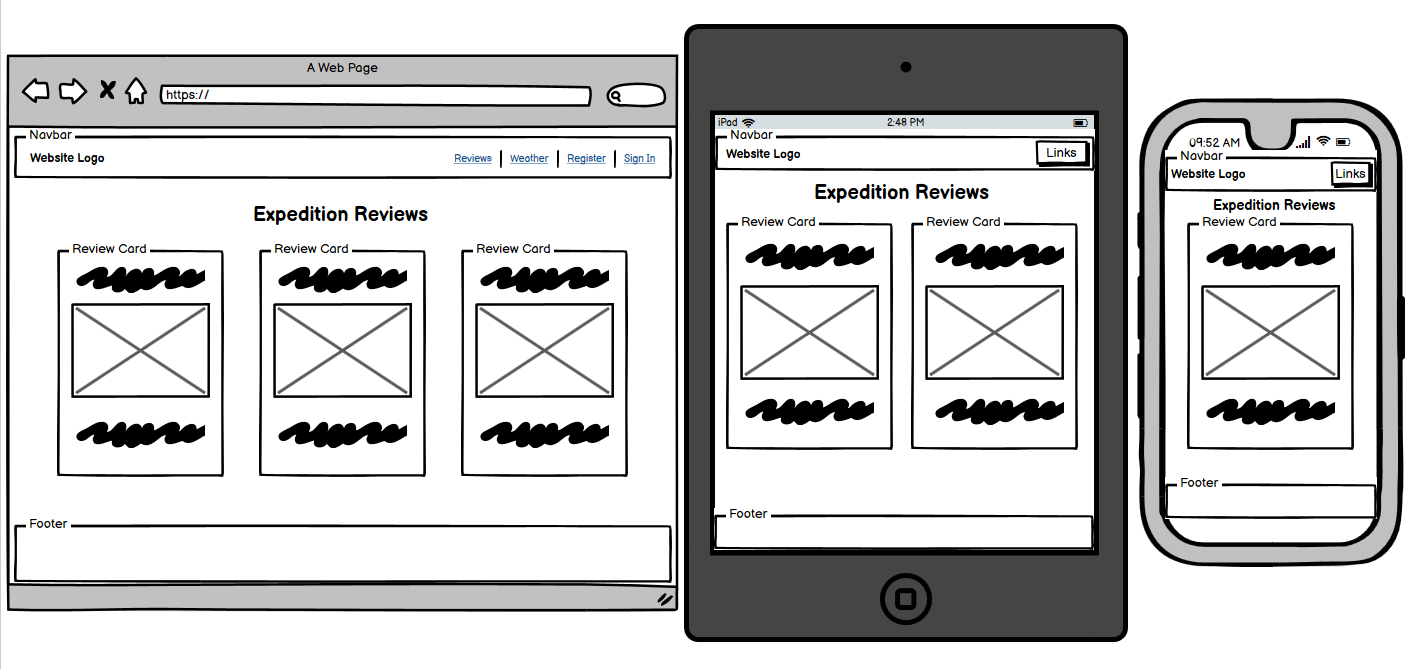 A Web Page
https://
Navbar
Website Logo
Reviews Weather Register Sign In
Expedition Reviews
Review Card Review Card Review Card
Footer
iPad 2:48 PM
Navbar
Website Logo Links
Expedition Reviews
Review Card Review Card
Footer
09:52 AM
Navbar
Website Logo Links
Expedition Reviews
Review Card
Footer